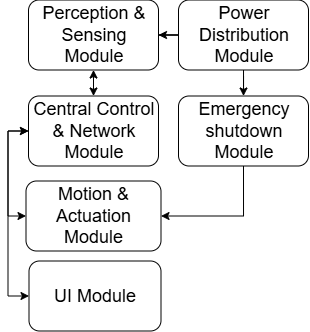 Perception &
Sensing
Module
Power
Distribution
Module
Central Control
& Network
Module
Emergency
shutdown
Module
Motion &
Actuation
Module
UI Module